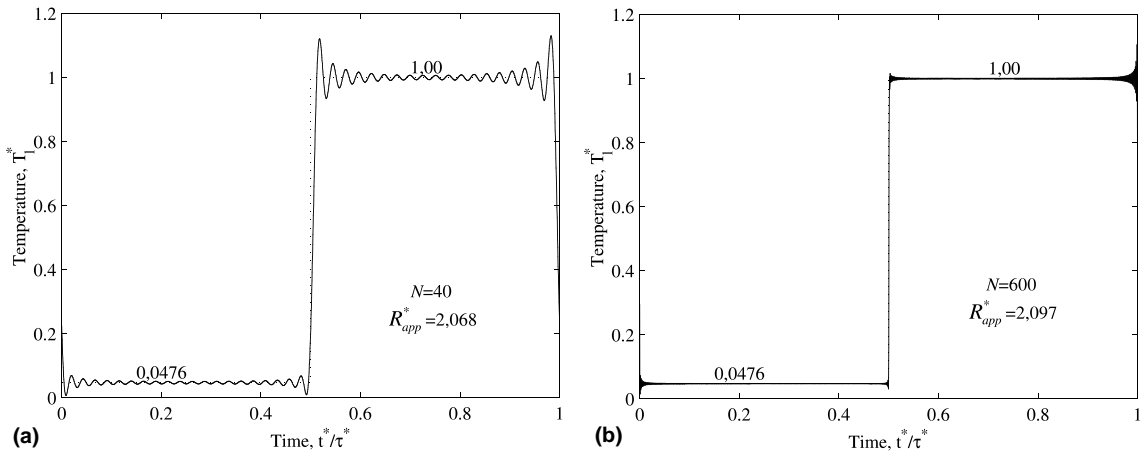 1.2
1
0.8
0.6
0.4
0.2
0
Temperature, T₁*
1,00
N=40
R*app =2,068
0,0476
0 0.2 0.4 0.6 0.8 1
Time, t*/τ*
(a)
1.2
1
0.8
0.6
0.4
0.2
0
Temperature, T₁*
1,00
N=600
R*app =2,097
0,0476
0 0.2 0.4 0.6 0.8 1
Time, t*/τ*
(b)